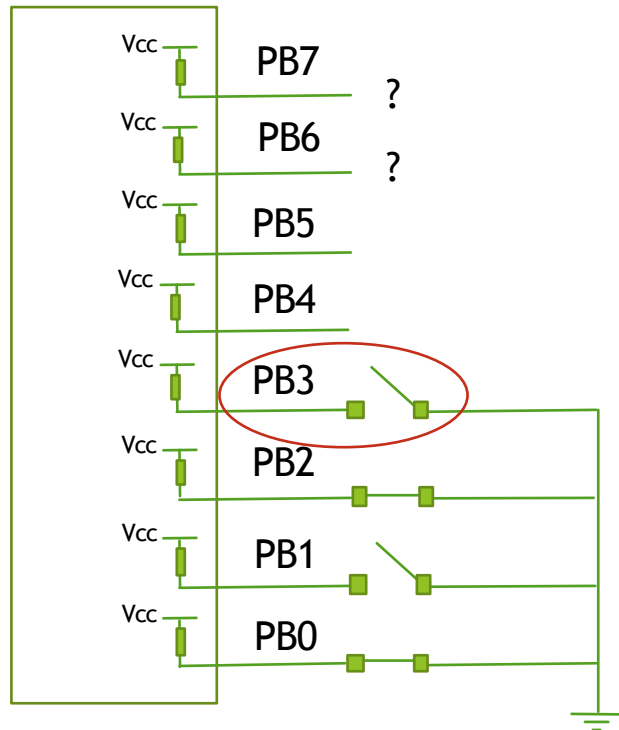 Vcc PB7
?
Vcc PB6
?
Vcc PB5
Vcc PB4
Vcc PB3
Vcc PB2
Vcc PB1
Vcc PB0